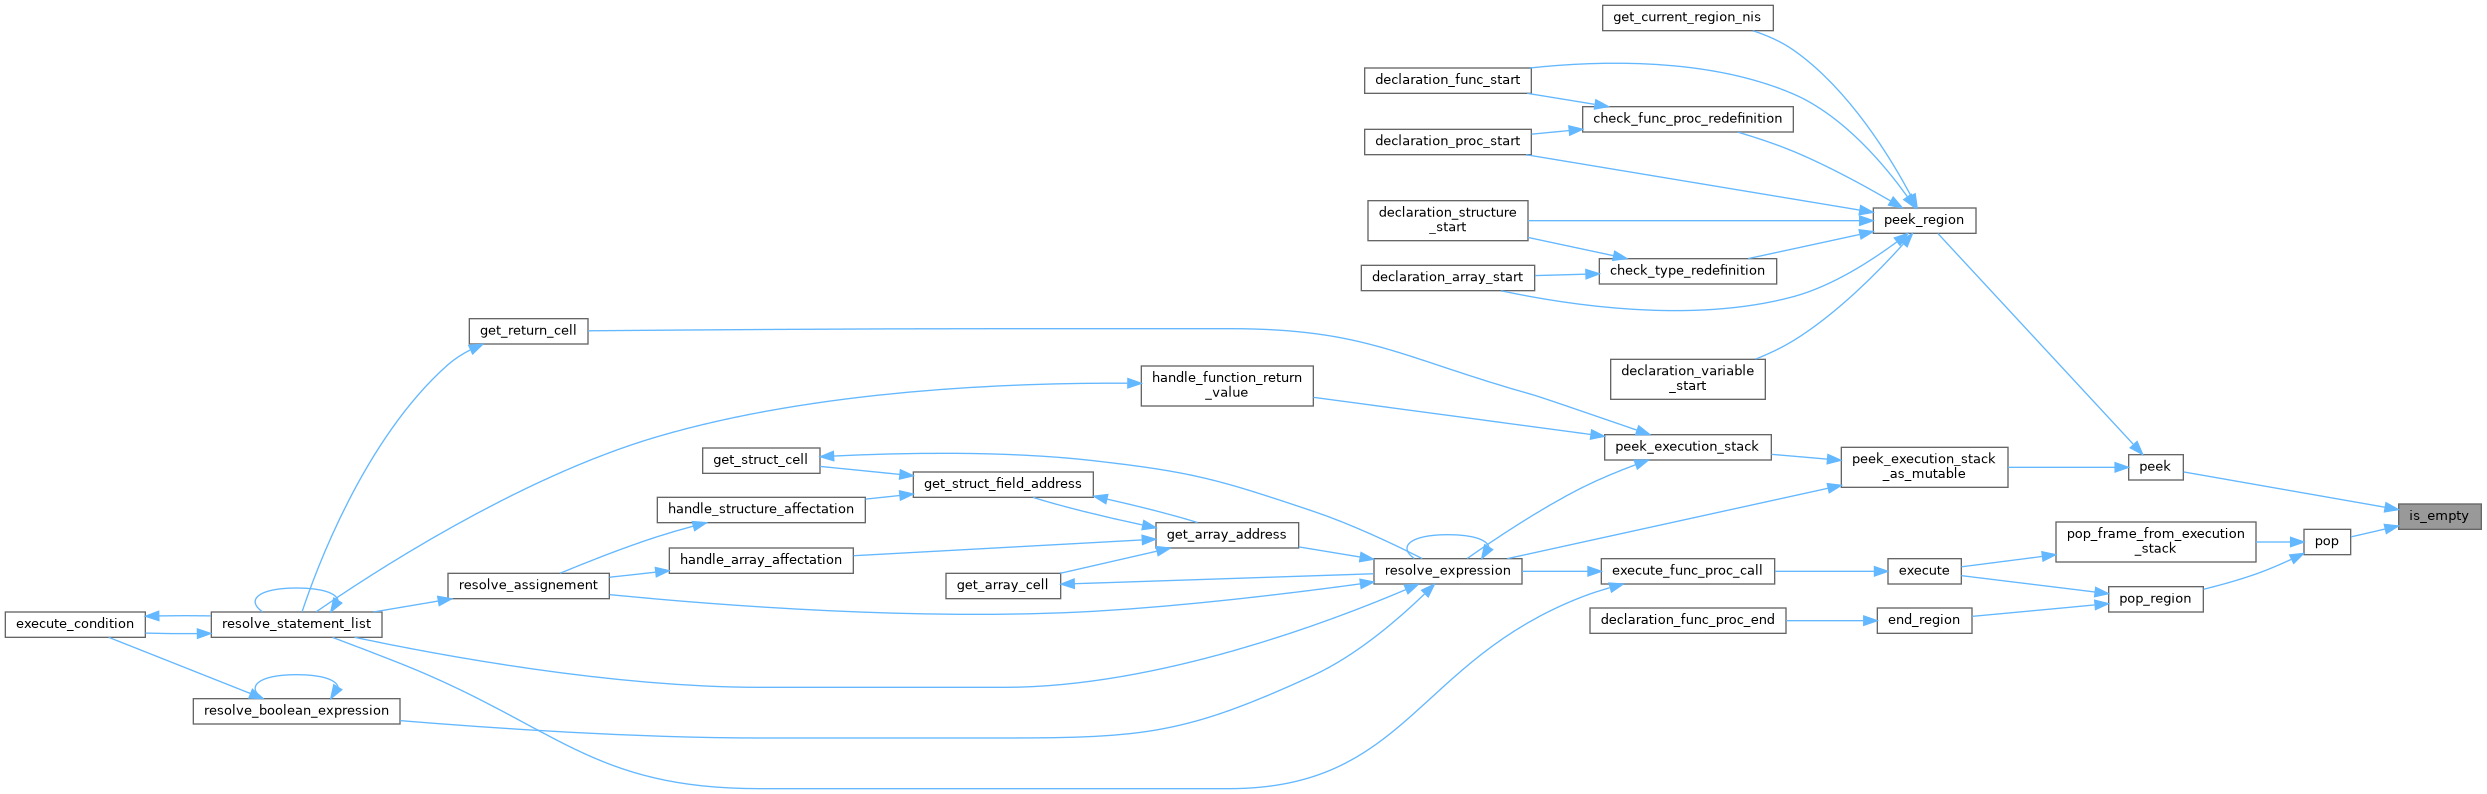 get_current_region_nis
declaration_func_start
check_func_proc_redefinition
declaration_proc_start
declaration_structure
_start
peek_region
check_type_redefinition
declaration_array_start
get_return_cell
declaration_variable
_start
handle_function_return
_value
peek_execution_stack
get_struct_cell
peek_execution_stack
_as_mutable
peek
get_struct_field_address
handle_structure_affectation
is_empty
get_array_address
pop_frame_from_execution
_stack
pop
handle_array_affectation
resolve_expression
execute_func_proc_call
execute
resolve_assignement
get_array_cell
pop_region
execute_condition
resolve_statement_list
declaration_func_proc_end
end_region
resolve_boolean_expression